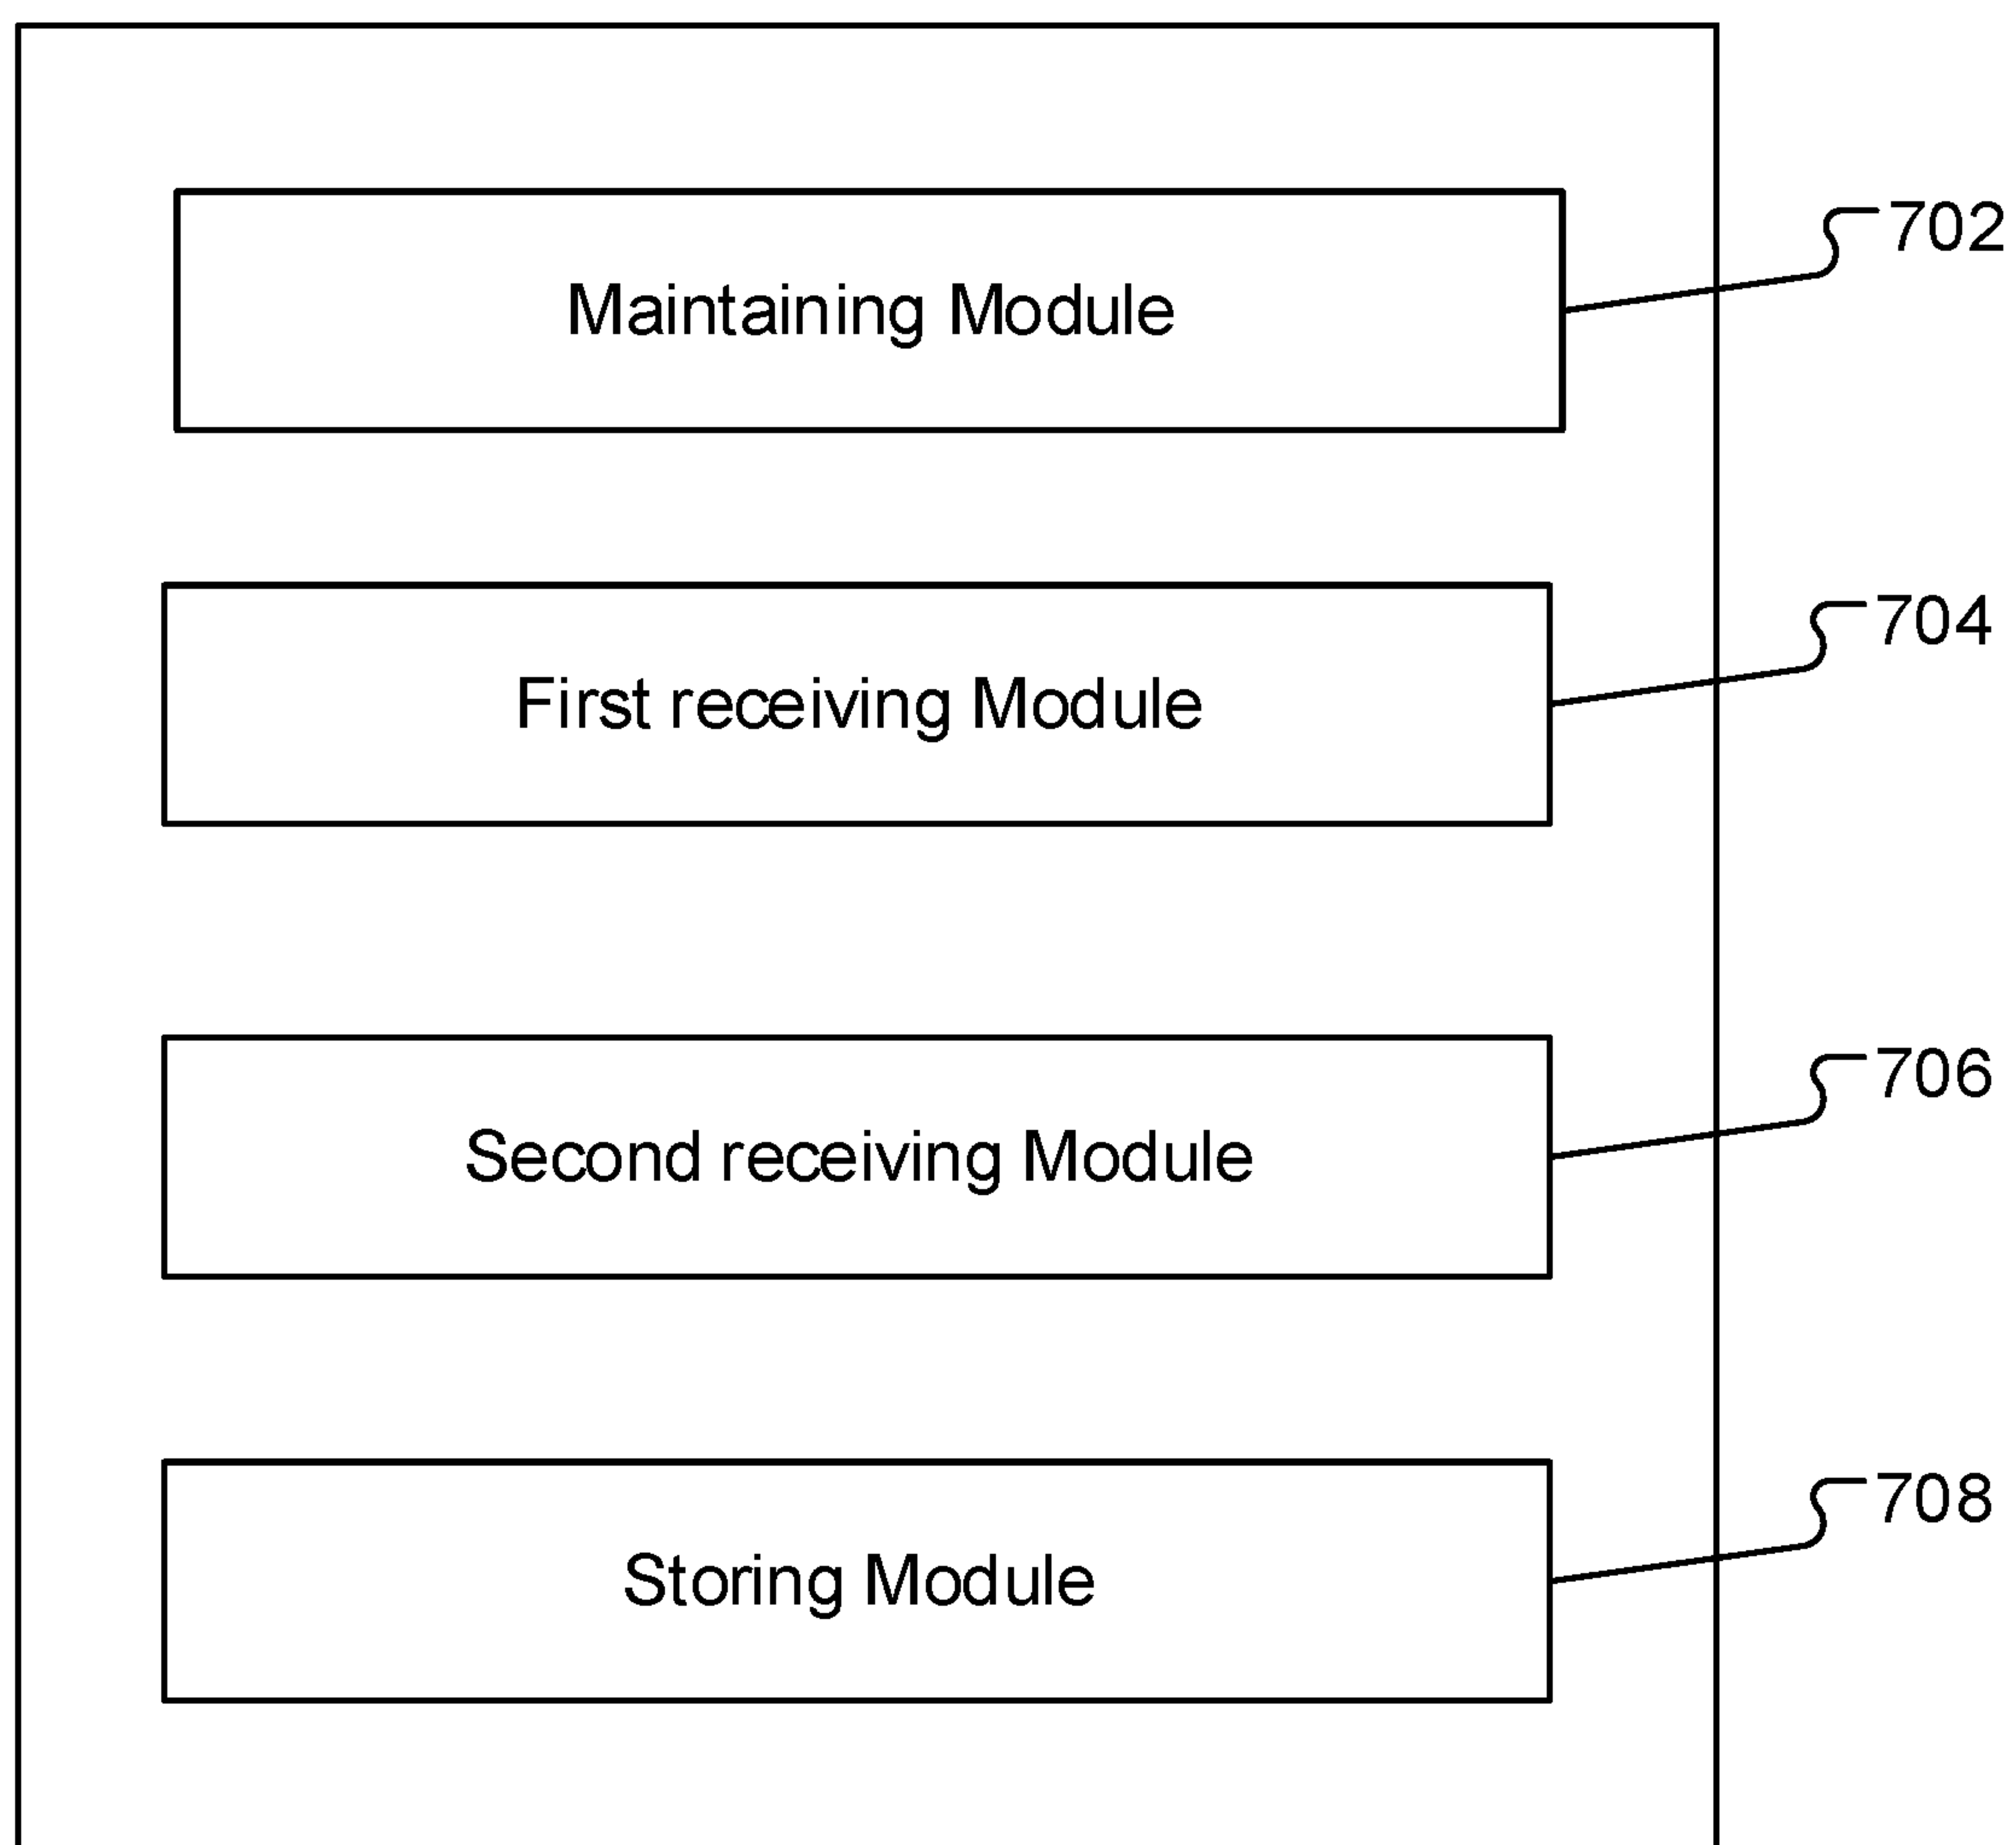 702
Maintaining Module
704
First receiving Module
706
Second receiving Module
708
Storing Module